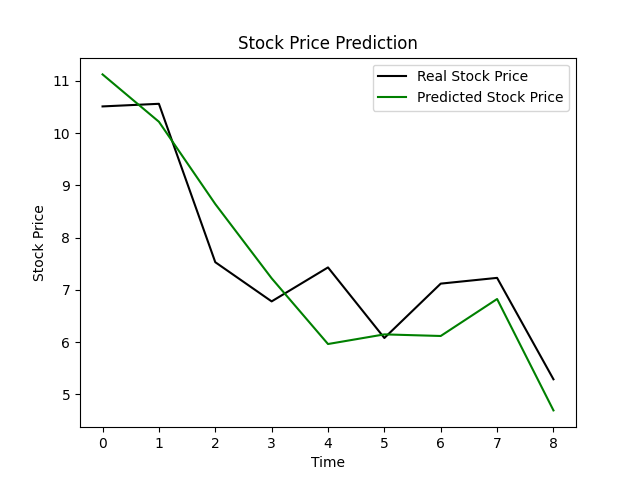 Stock Price Prediction
Real Stock Price
Predicted Stock Price
Stock Price
11
10
9
8
7
6
5
0 1 2 3 4 5 6 7 8
Time